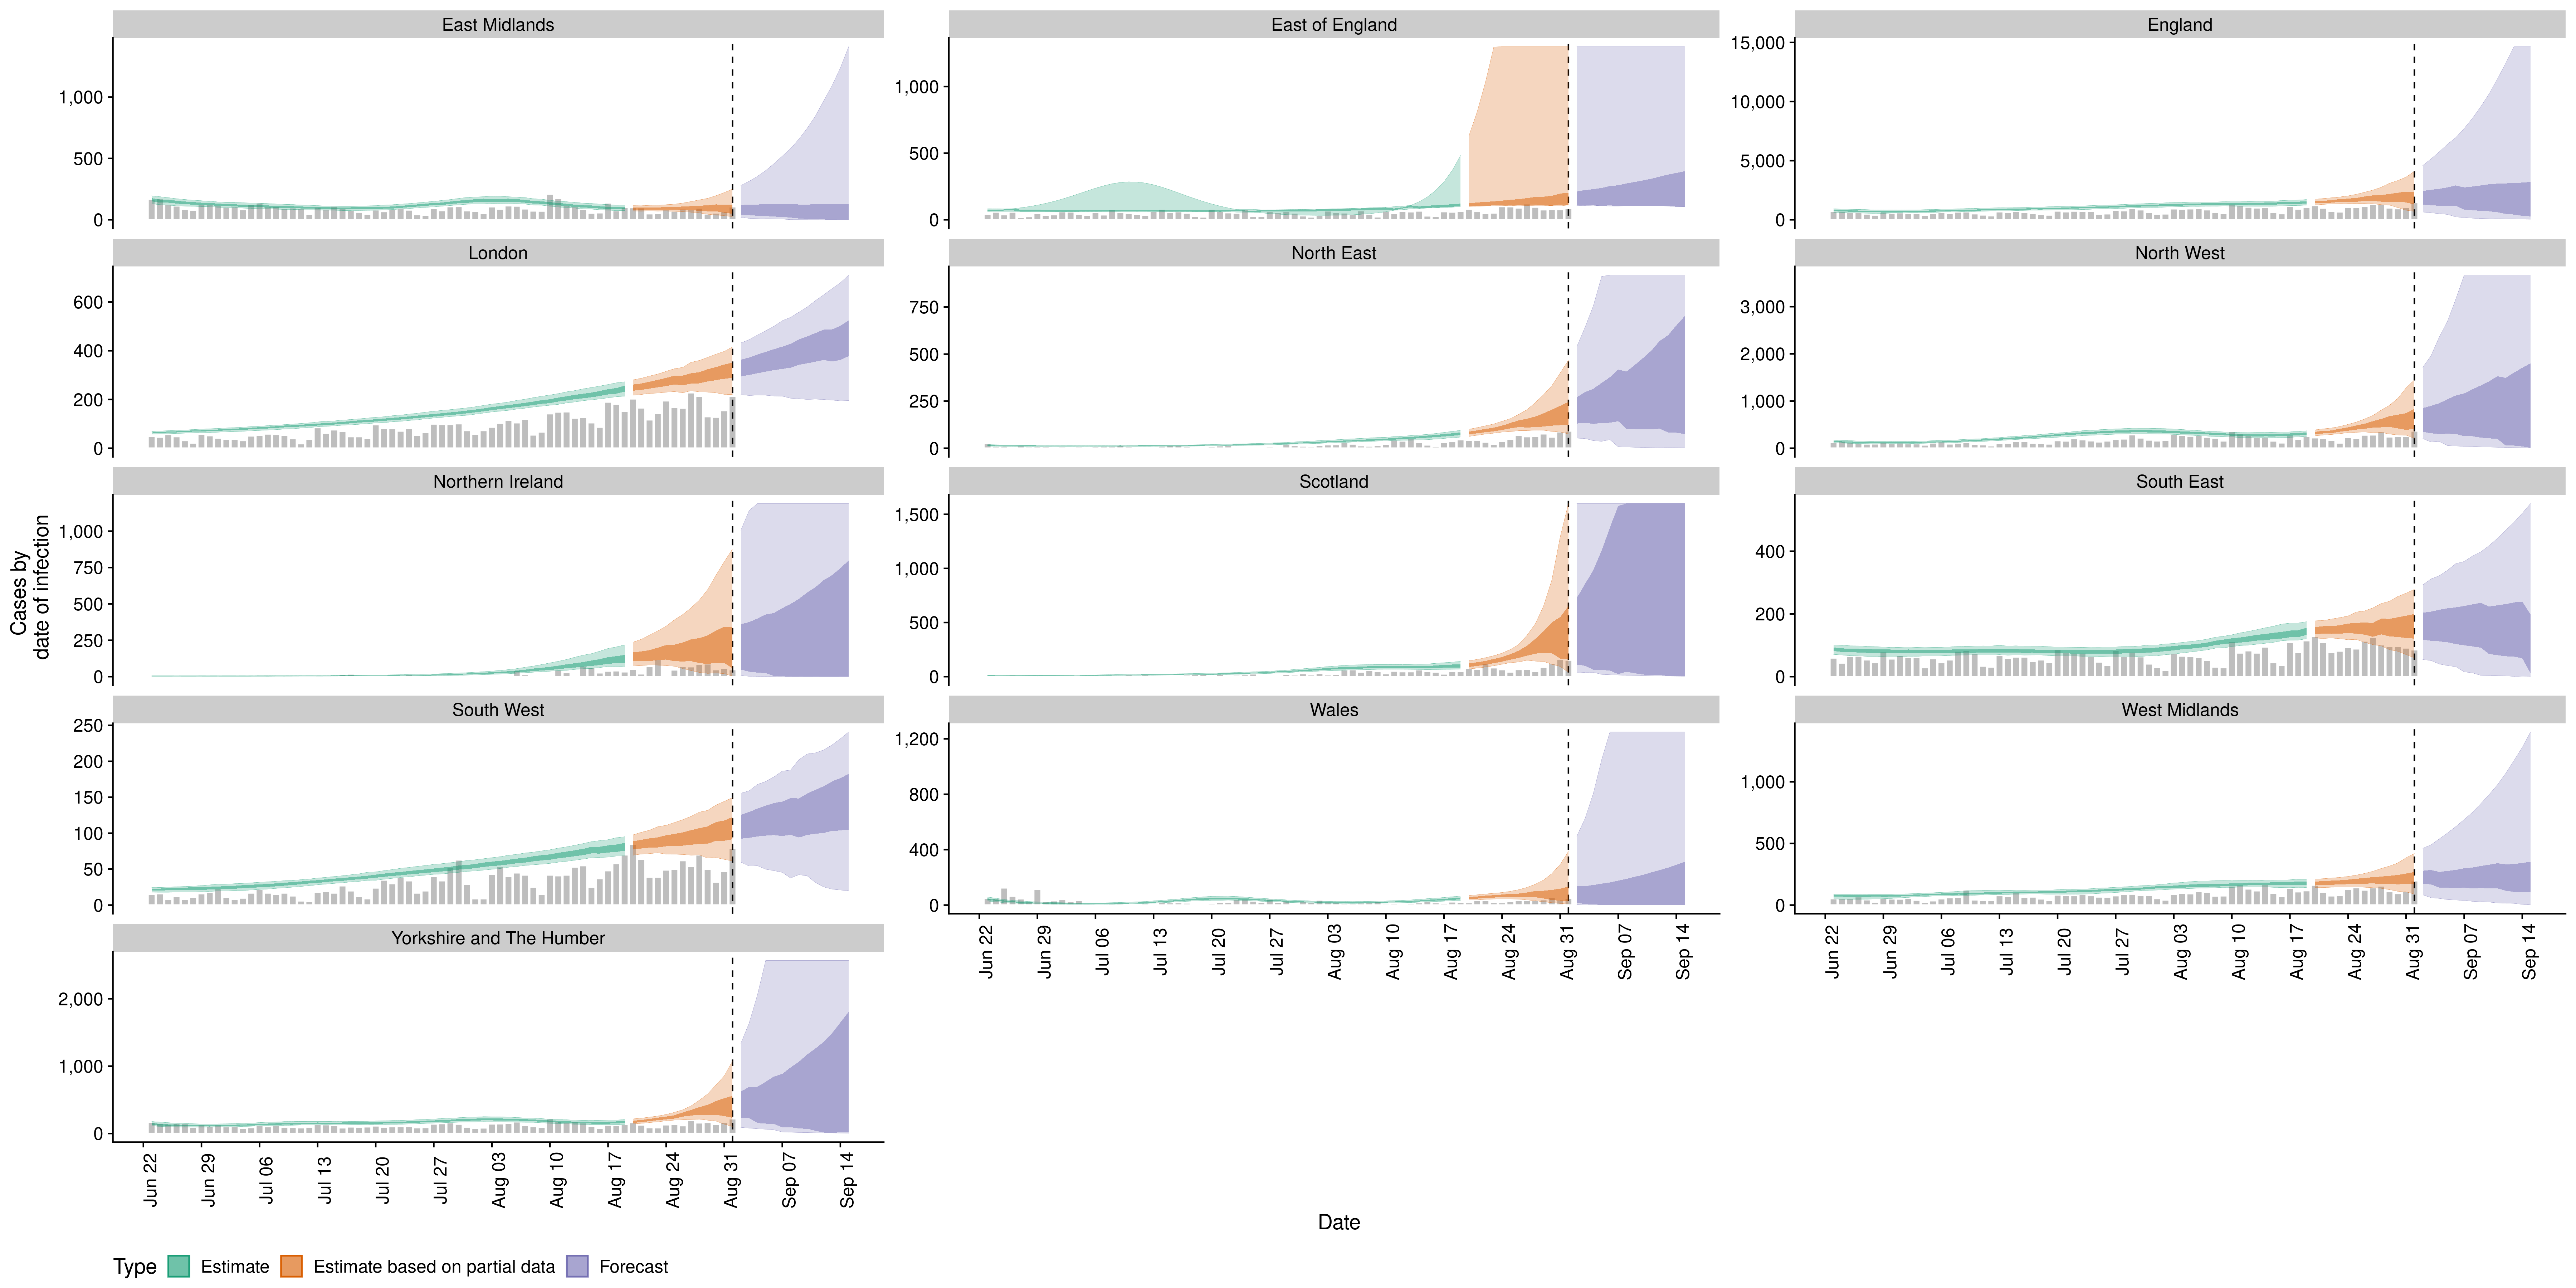 East Midlands
East of England
England
1,000
500
0
1,000
500
0
15,000
10,000
5,000
0
London
North East
North West
600
400
200
0
750
500
250
0
3,000
2,000
1,000
0
Northern Ireland
Scotland
South East
1,000
750
500
250
0
1,500
1,000
500
0
400
200
0
Cases by
date of infection
South West
Wales
West Midlands
250
200
150
100
50
0
1,200
800
400
0
1,000
500
0
Jun 22
Jun 29
Jul 06
Jul 13
Jul 20
Jul 27
Aug 03
Aug 10
Aug 17
Aug 24
Aug 31
Sep 07
Sep 14
Jun 22
Jun 29
Jul 06
Jul 13
Jul 20
Jul 27
Aug 03
Aug 10
Aug 17
Aug 24
Aug 31
Sep 07
Sep 14
Yorkshire and The Humber
2,000
1,000
0
Jun 22
Jun 29
Jul 06
Jul 13
Jul 20
Jul 27
Aug 03
Aug 10
Aug 17
Aug 24
Aug 31
Sep 07
Sep 14
Date
Type Estimate Estimate based on partial data Forecast